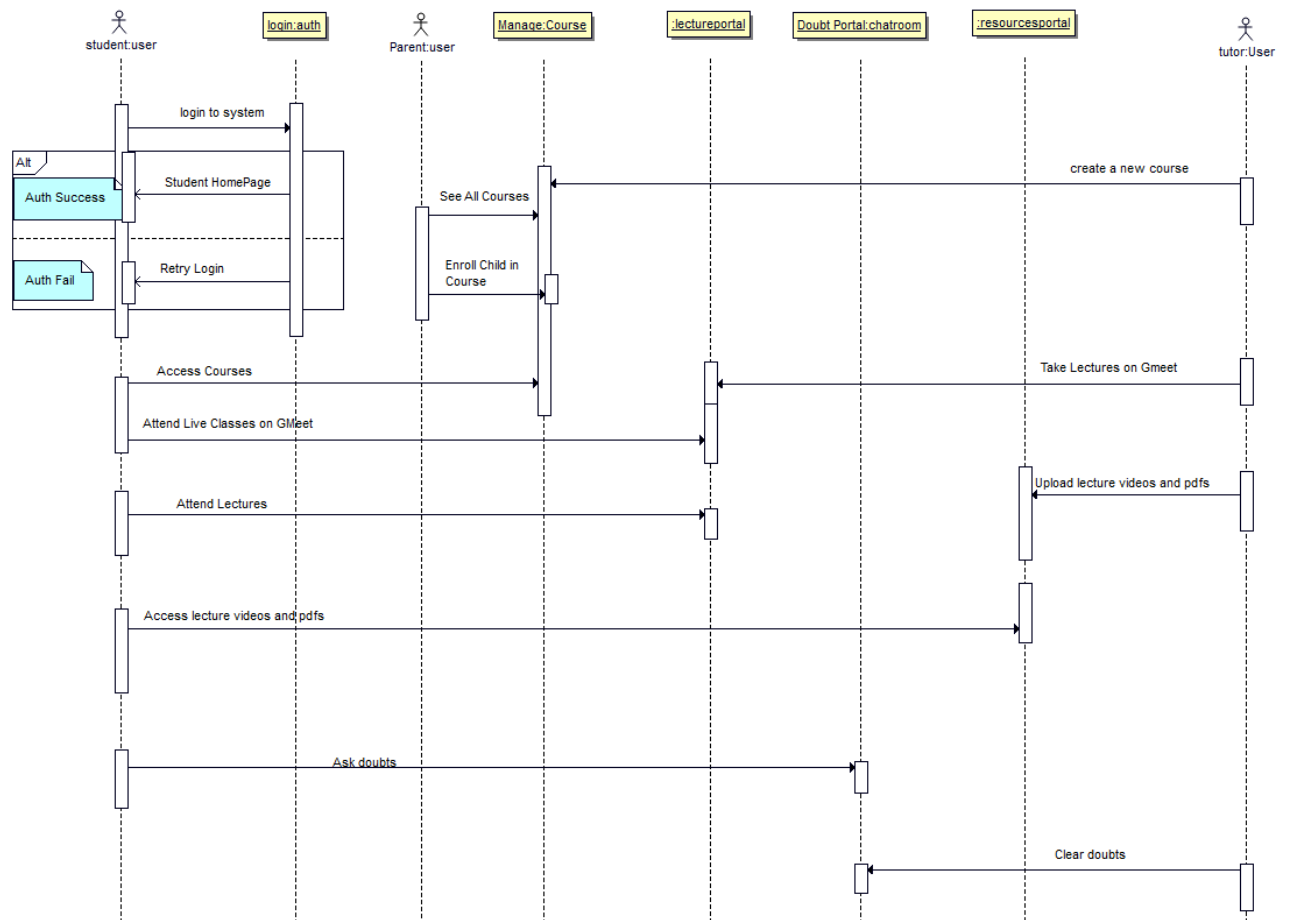 student:user
login:auth
Parent:user
Manage:Course
:lectureportal
Doubt Portal:chatroom
:resourcesportal
tutor:User
login to system
Alt
Student HomePage
Auth Success
create a new course
See All Courses
Retry Login
Auth Fail
Enroll Child in
Course
Access Courses
Take Lectures on Gmeet
Attend Live Classes on GMeet
Upload lecture videos and pdfs
Attend Lectures
Access lecture videos and pdfs
Ask doubts
Clear doubts